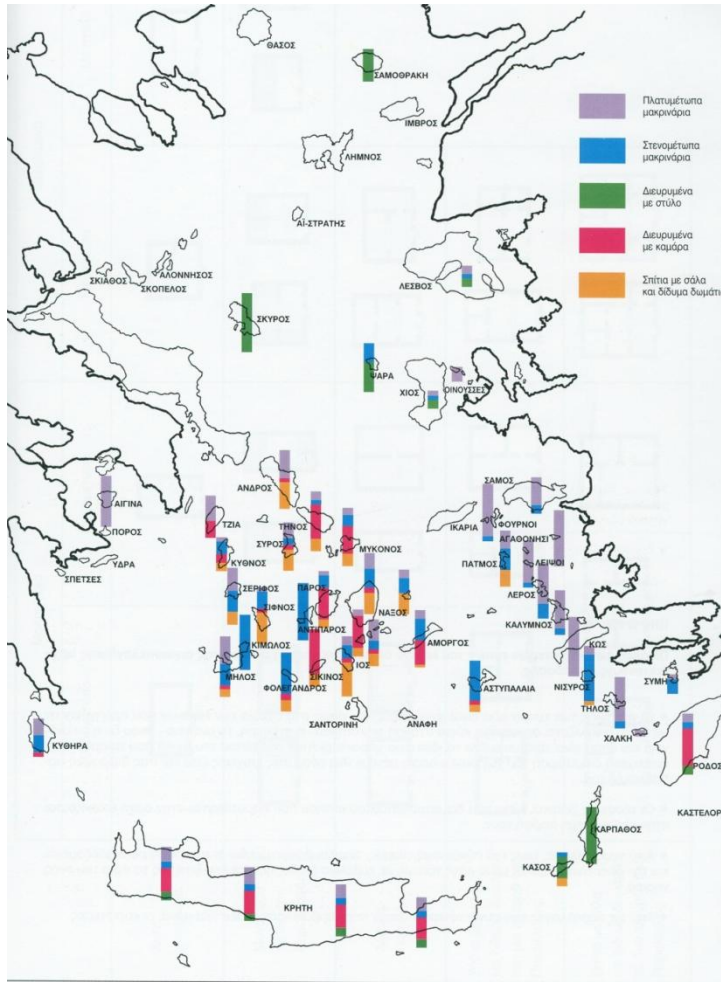 ΘΑΣΟΣ
ΣΑΜΟΘΡΑΚΗ
ΙΜΒΡΟΣ
ΛΗΜΝΟΣ
ΑΪ-ΣΤΡΑΤΗΣ
Πλατυμέτωπα
μακρινάρια
Στενομέτωπα
μακρινάρια
Διευρυμένα
με στύλο
Διευρυμένα
με καμάρα
Σπίτια με σάλα
και δίδυμα δωμάτι
ΣΚΙΑΘΟΣ
ΣΚΟΠΕΛΟΣ
ΑΛΟΝΝΗΣΟΣ
ΛΕΣΒΟΣ
ΣΚΥΡΟΣ
ΨΑΡΑ
ΧΙΟΣ
ΟΙΝΟΥΣΣΕΣ
ΑΝΔΡΟΣ
ΣΑΜΟΣ
ΑΙΓΙΝΑ
ΠΟΡΟΣ
ΥΔΡΑ
ΣΠΕΤΣΕΣ
ΤΖΙΑ
ΤΗΝΟΣ
ΣΥΡΟΣ
ΜΥΚΟΝΟΣ
ΙΚΑΡΙΑ
ΦΟΥΡΝΟΙ
ΑΓΑΘΟΝΗΣΙ
ΠΑΤΜΟΣ
ΛΕΙΨΟΙ
ΚΥΘΝΟΣ
ΣΕΡΙΦΟΣ
ΣΙΦΝΟΣ
ΠΑΡΟΣ
ΝΑΞΟΣ
ΛΕΡΟΣ
ΚΑΛΥΜΝΟΣ
ΑΝΤΙΠΑΡΟΣ
ΚΙΜΩΛΟΣ
ΑΜΟΡΓΟΣ
ΚΩΣ
ΜΗΛΟΣ
ΦΟΛΕΓΑΝΔΡΟΣ
ΣΙΚΙΝΟΣ
ΙΟΣ
ΑΣΤΥΠΑΛΑΙΑ
ΝΙΣΥΡΟΣ
ΣΥΜΗ
ΤΗΛΟΣ
ΣΑΝΤΟΡΙΝΗ
ΑΝΑΦΗ
ΧΑΛΚΗ
ΚΥΘΗΡΑ
ΡΟΔΟΣ
ΚΑΣΤΕΛΟΡ
ΚΑΡΠΑΘΟΣ
ΚΑΣΟΣ
ΚΡΗΤΗ